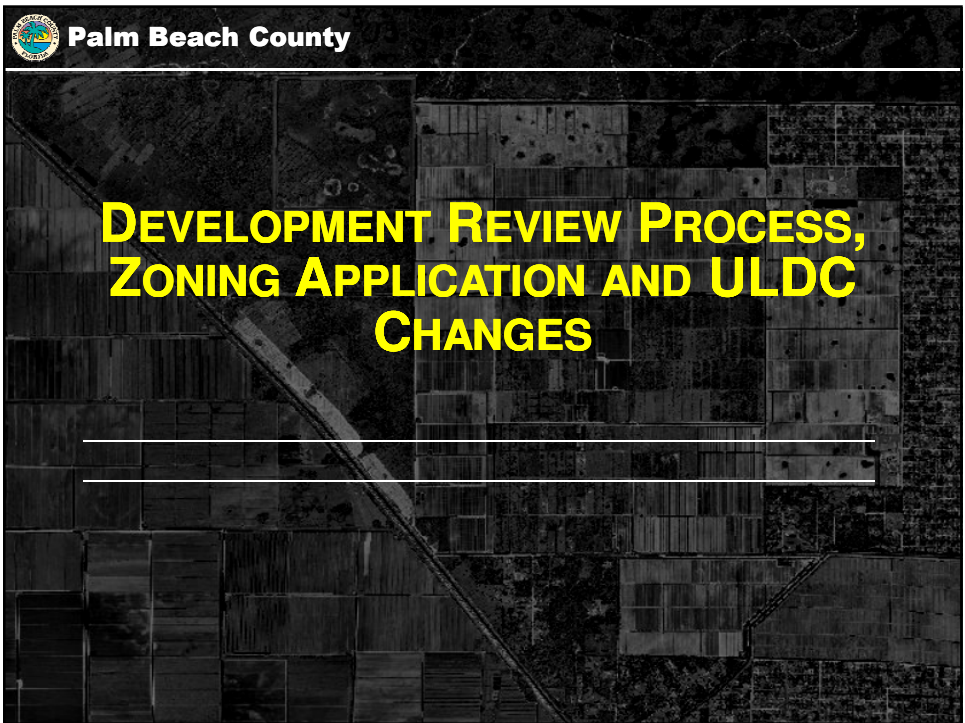 Palm Beach County
DEVELOPMENT REVIEW PROCESS,
ZONING APPLICATION AND ULDC
CHANGES